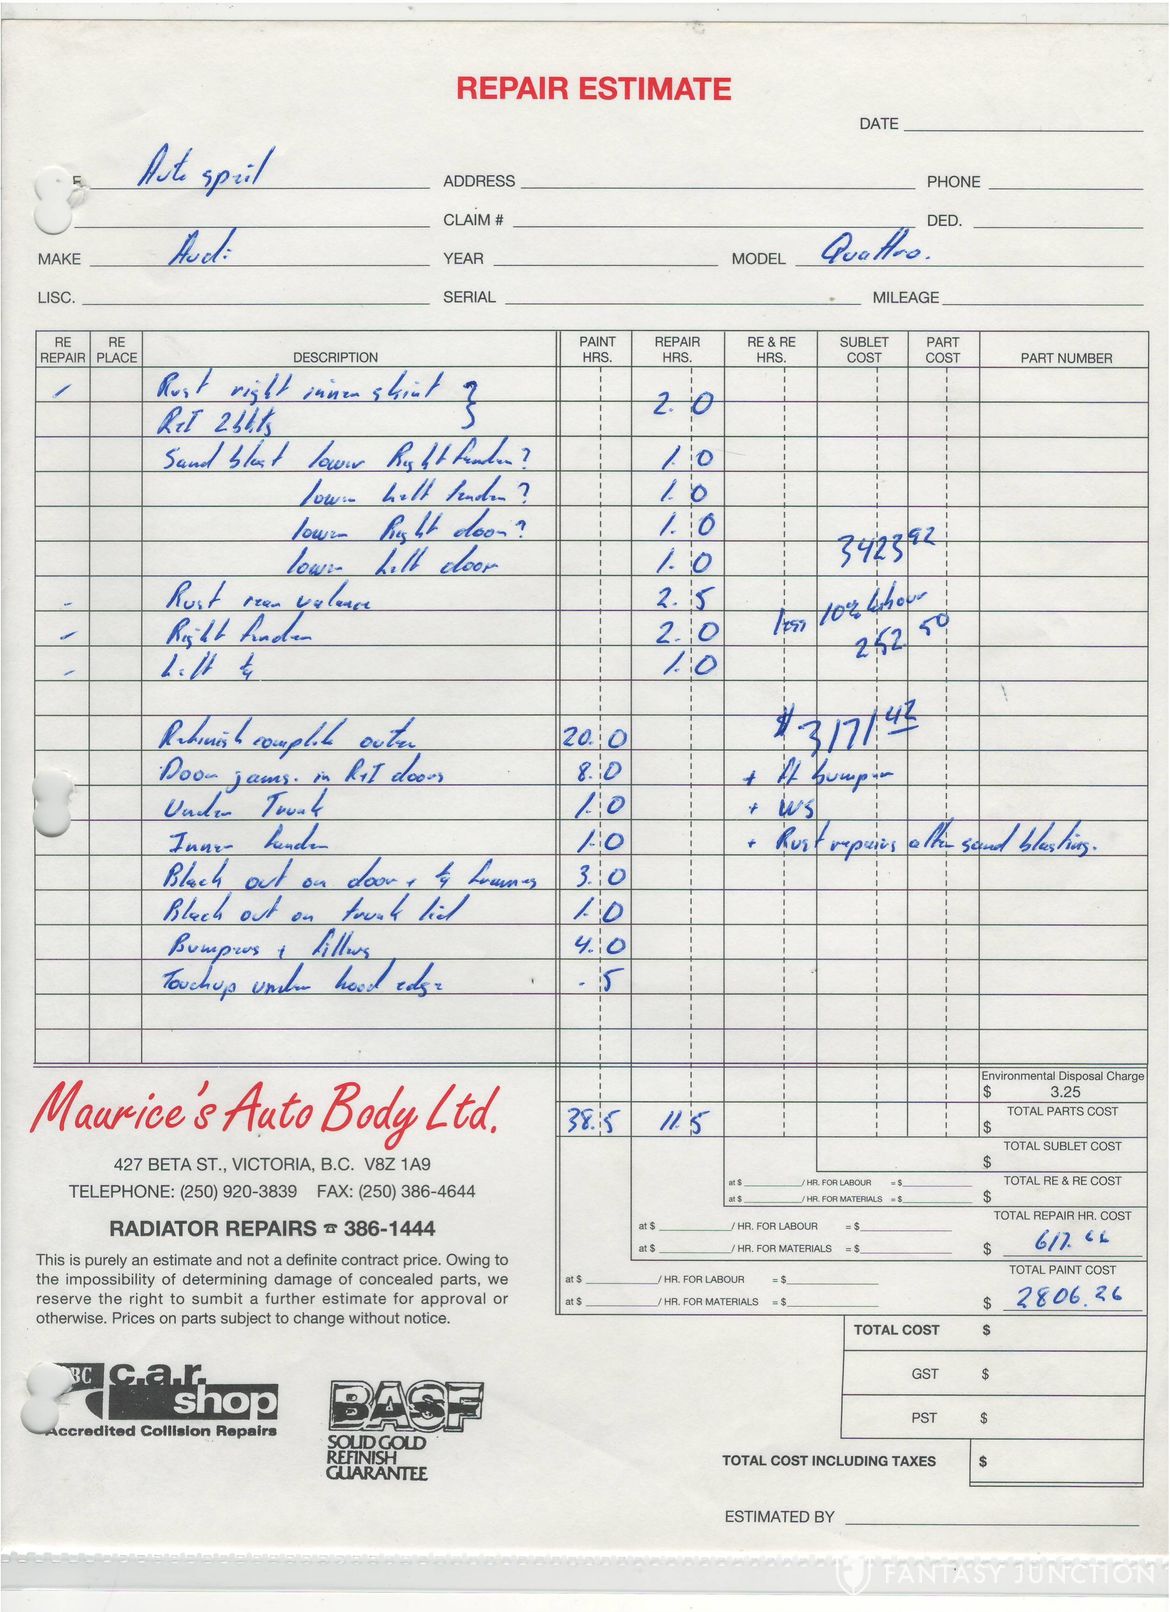 REPAIR ESTIMATE
DATE
Auto april ADDRESS PHONE
CLAIM # DED.
MAKE Audi YEAR MODEL Quattro.
LISC. SERIAL MILEAGE
RE REPAIR RE PLACE DESCRIPTION PAINT HRS. REPAIR HRS. RE & RE HRS. SUBLET COST PART COST PART NUMBER
Rust right inner skirt }
R+I 2 bits } 2.0
Sand blast lower Right fender? 1.0
lower left fender? 1.0
lower Right door? 1.0
3423 92
lower left door 1.0
Rust rear valance 2.5
less 10% labour
Right fender 2.0
252.50
left 1/4 1.0
Refinish complete outer 20.0
$3171.42
Door jams. in R+I doors 8.0 + ft bumper
Under Trunk 1.0 + WS
Inner fender 1.0 + Rust repairs after sand blasting.
Black out on door + 1/4 frames 3.0
Black out on trunk lid 1.0
Bumpers + fillers 4.0
Touchup under hood edge .5
Environmental Disposal Charge
$ 3.25
Maurice's Auto Body Ltd.
38.5 11.5
TOTAL PARTS COST
$
427 BETA ST., VICTORIA, B.C. V8Z 1A9
TELEPHONE: (250) 920-3839 FAX: (250) 386-4644
RADIATOR REPAIRS ☎ 386-1444
This is purely an estimate and not a definite contract price. Owing to
the impossibility of determining damage of concealed parts, we
reserve the right to sumbit a further estimate for approval or
otherwise. Prices on parts subject to change without notice.
TOTAL SUBLET COST
$
at $ / HR. FOR LABOUR = $ TOTAL RE & RE COST
at $ / HR. FOR MATERIALS = $ $
TOTAL REPAIR HR. COST
at $ / HR. FOR LABOUR = $
at $ / HR. FOR MATERIALS = $ $ 617.66
TOTAL PAINT COST
at $ / HR. FOR LABOUR = $
at $ / HR. FOR MATERIALS = $ $ 2806.26
TOTAL COST $
GST $
PST $
TOTAL COST INCLUDING TAXES $
ESTIMATED BY
BC c.a.r.
shop
Accredited Collision Repairs
BASF
SOLID GOLD
REFINISH
GUARANTEE
FANTASY JUNCTION